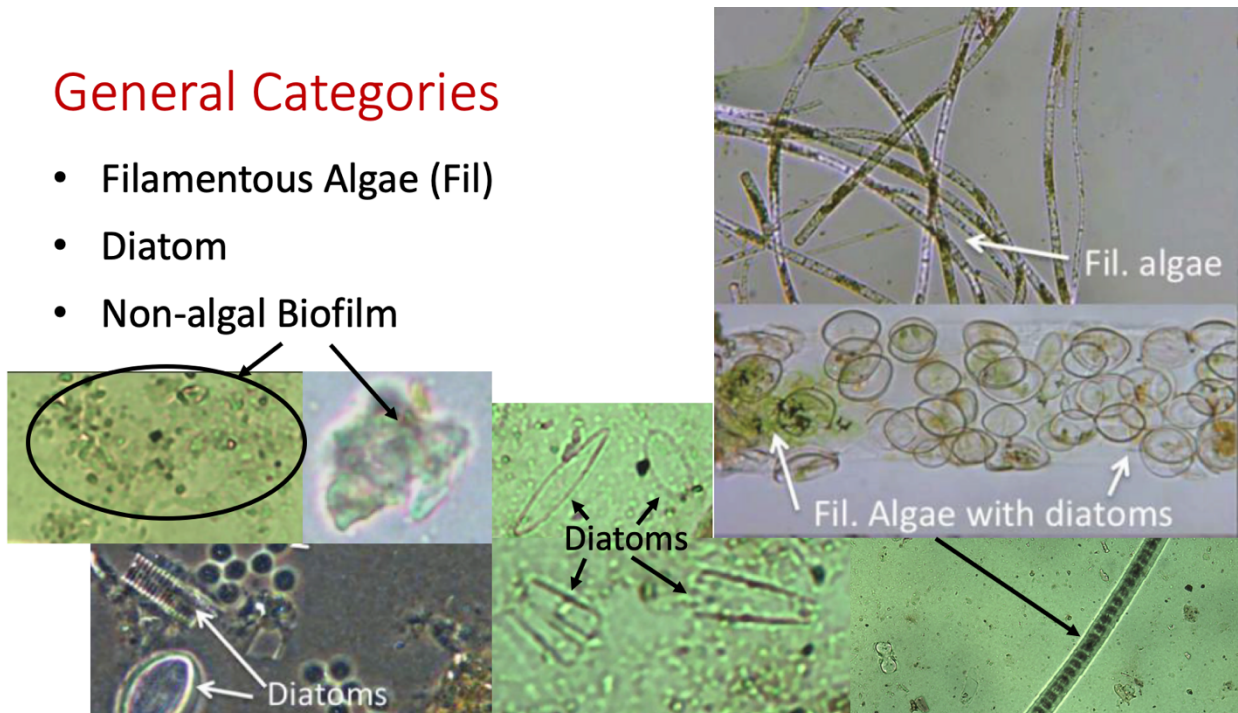 General Categories
• Filamentous Algae (Fil)
• Diatom
• Non-algal Biofilm
Fil. algae
Fil. Algae with diatoms
Diatoms
Diatoms